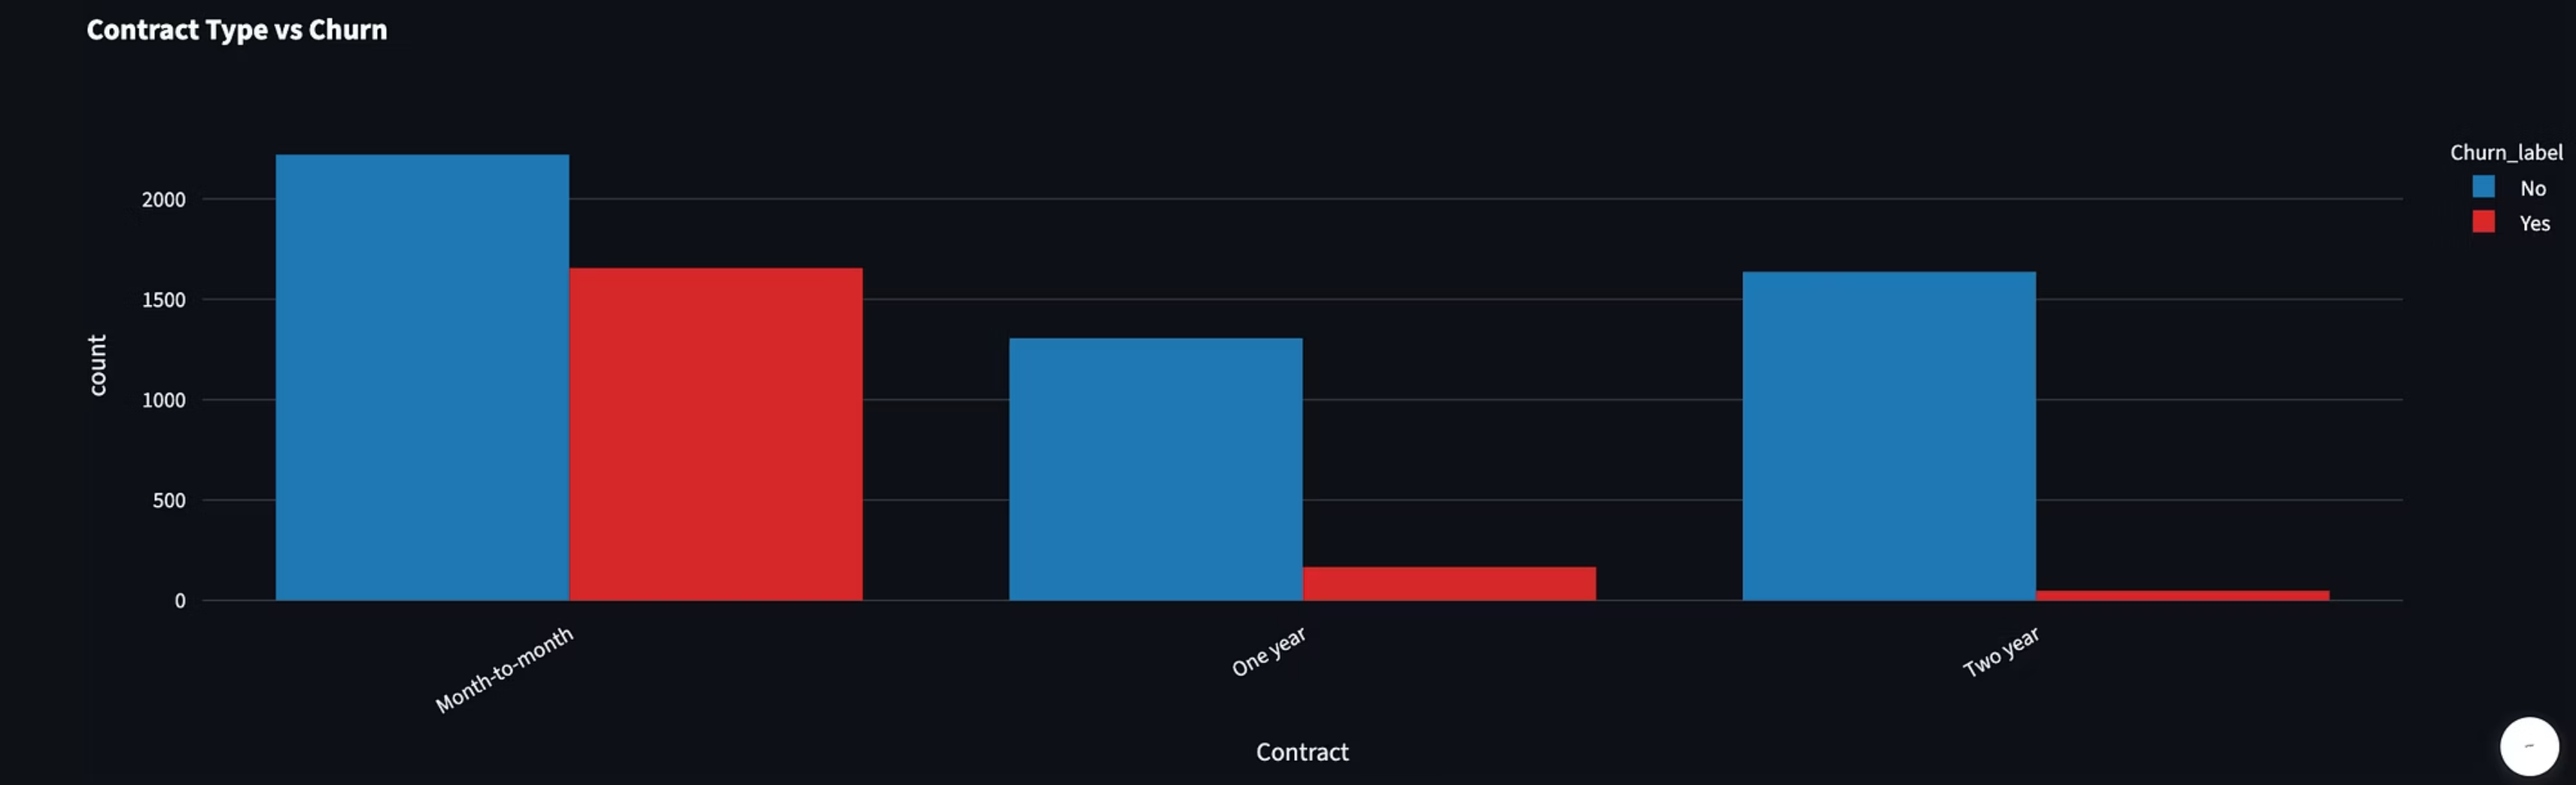 Contract Type vs Churn
Churn_label
No
Yes
2000
1500
1000
500
0
count
Month-to-month
One year
Two year
Contract